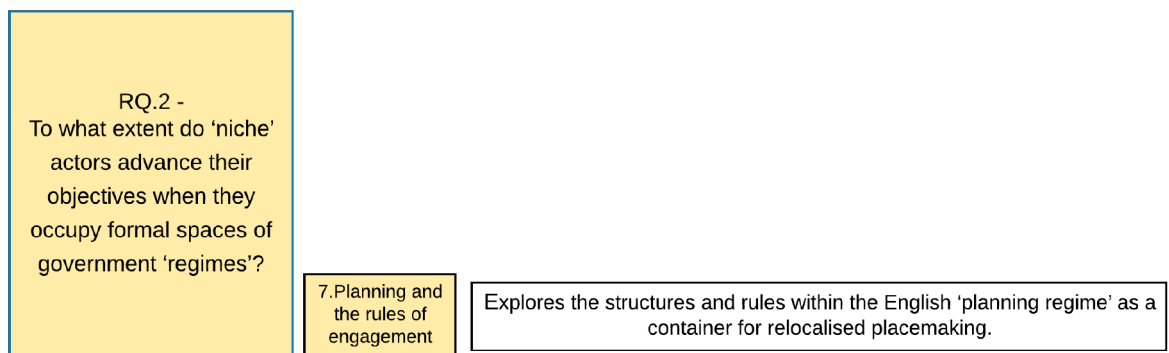 RQ.2 -
To what extent do ‘niche’
actors advance their
objectives when they
occupy formal spaces of
government ‘regimes’?
7.Planning and
the rules of
engagement
Explores the structures and rules within the English ‘planning regime’ as a
container for relocalised placemaking.